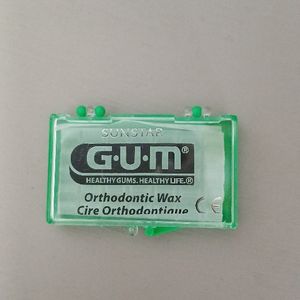 SUNSTAR
G·U·M®
HEALTHY GUMS. HEALTHY LIFE.®
Orthodontic Wax
Cire Orthodontique
CE